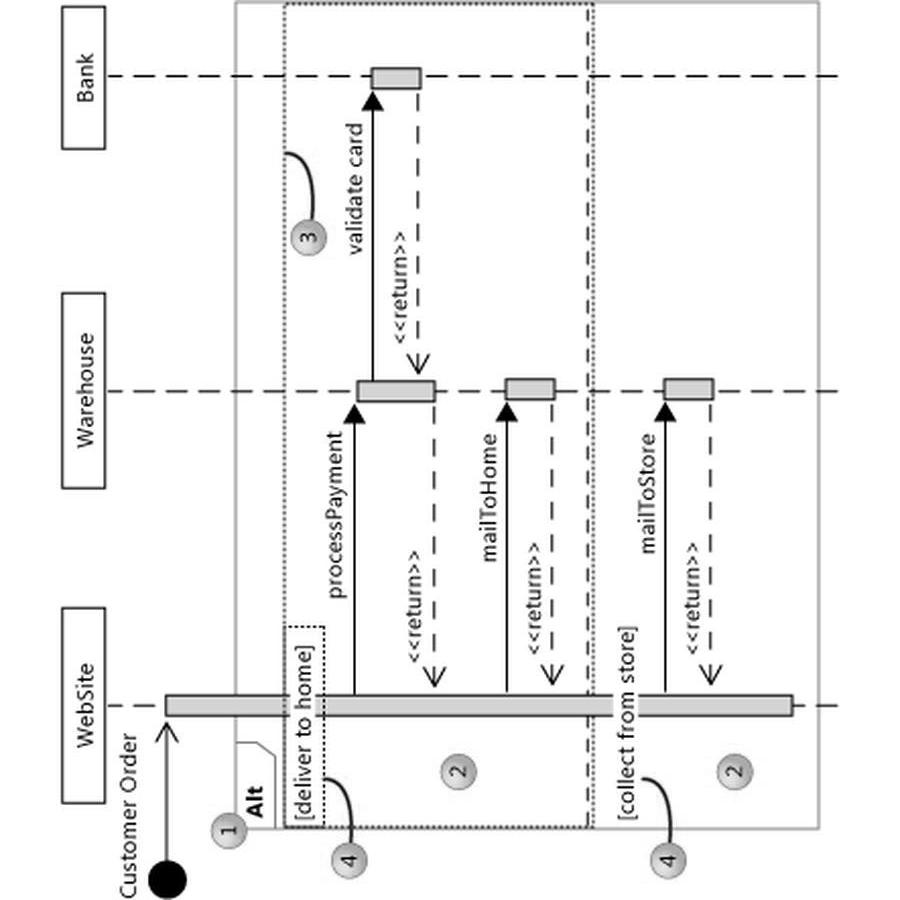 WebSite
Warehouse
Bank
Customer Order
1
Alt
[deliver to home]
3
4
processPayment
validate card
<<return>>
<<return>>
2
mailToHome
<<return>>
[collect from store]
4
mailToStore
<<return>>
2